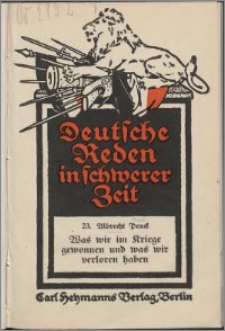 Deutsche
Reden
in schwerer
Zeit
23. Albrecht Penck
Was wir im Kriege
gewonnen und was wir
verloren haben
Carl Heymanns Verlag, Berlin